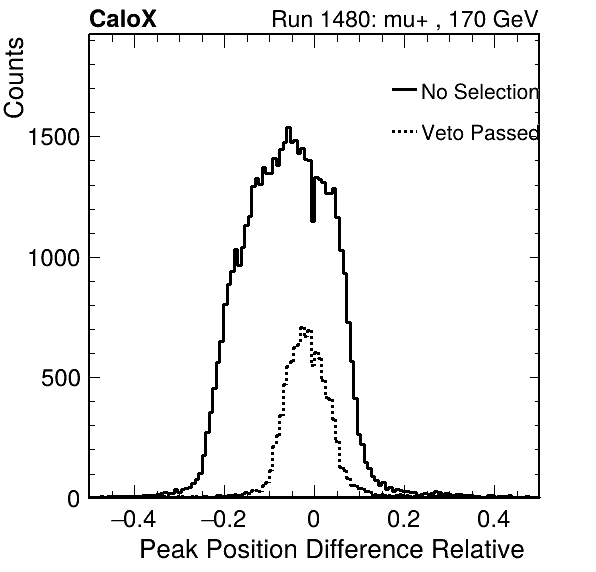 CaloX Run 1480: mu+ , 170 GeV
Counts
No Selection
Veto Passed
1500
1000
500
0
−0.4 −0.2 0 0.2 0.4
Peak Position Difference Relative